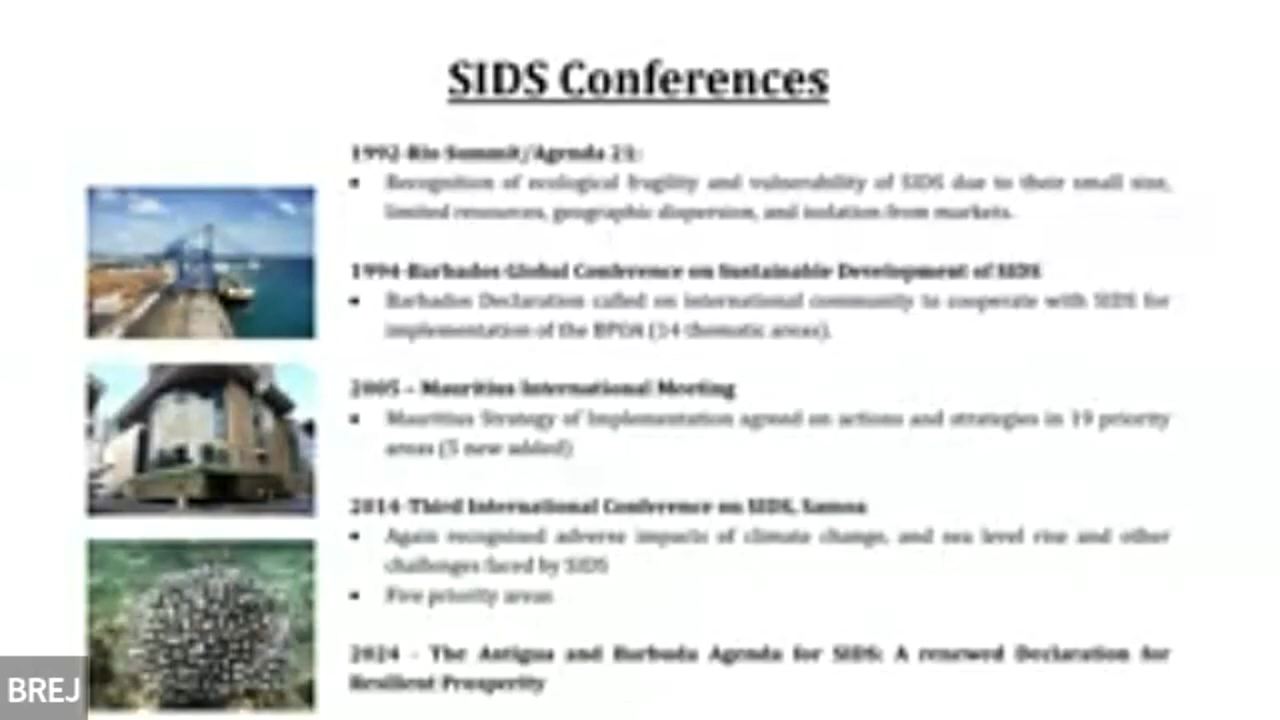 SIDS Conferences
1992-Rio Summit/Agenda 21:
• Recognition of ecological fragility and vulnerability of SIDS due to their small size,
limited resources, geographic dispersion, and isolation from markets.
1994-Barbados Global Conference on Sustainable Development of SIDS
• Barbados Declaration called on international community to cooperate with SIDS for
implementation of the BPOA (14 thematic areas).
2005 – Mauritius International Meeting
• Mauritius Strategy of Implementation agreed on actions and strategies in 19 priority
areas (5 new added)
2014-Third International Conference on SIDS, Samoa
• Again recognised adverse impacts of climate change, and sea level rise and other
challenges faced by SIDS
• Five priority areas
2024 - The Antigua and Barbuda Agenda for SIDS: A renewed Declaration for
Resilient Prosperity
BREJ